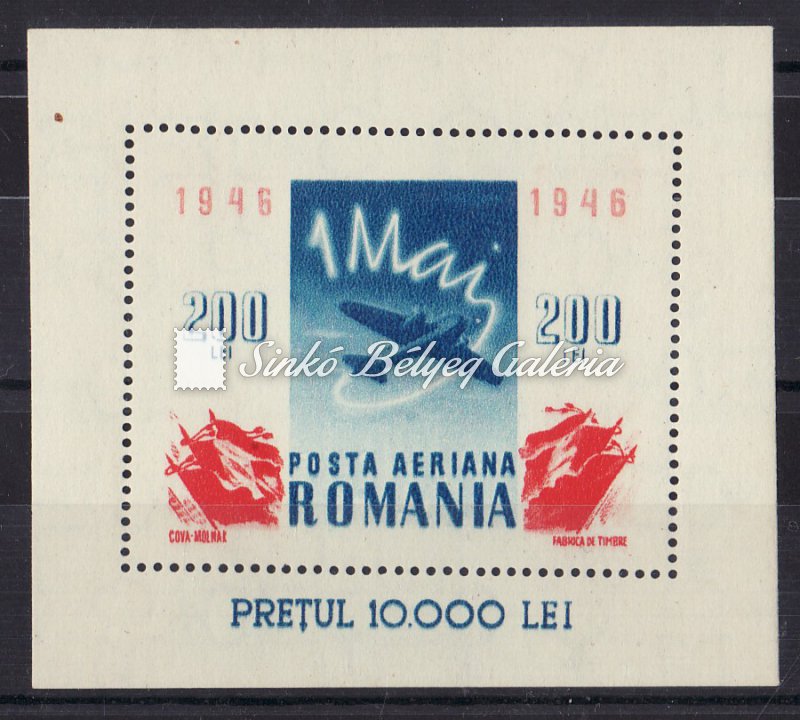 1946 1946
1 Mai
200 200
LEI LEI
Sinkó Bélyeg Galéria
POSTA AERIANA
ROMANIA
COVA-MOLNAR FABRICA DE TIMBRE
PREȚUL 10.000 LEI